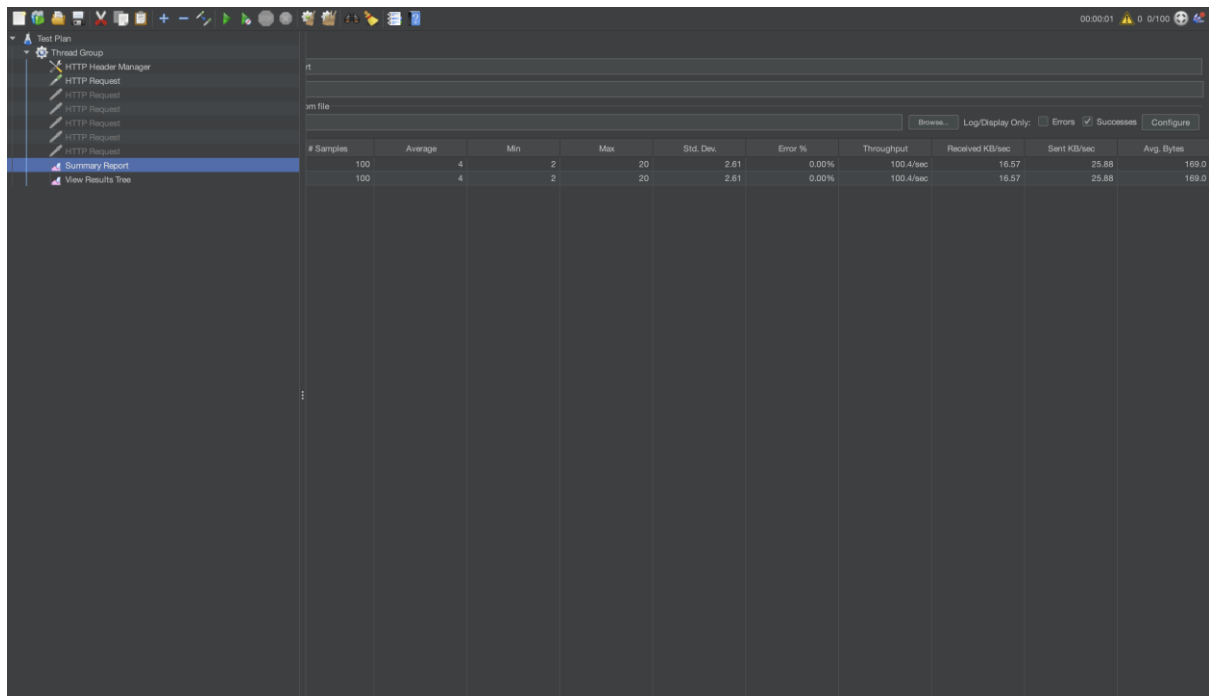 00:00:01 0 0/100
Test Plan
Thread Group
HTTP Header Manager
HTTP Request
HTTP Request
HTTP Request
HTTP Request
HTTP Request
HTTP Request
Summary Report
View Results Tree
rt
om file
Browse... Log/Display Only: Errors Successes Configure
# Samples Average Min Max Std. Dev. Error % Throughput Received KB/sec Sent KB/sec Avg. Bytes
100 4 2 20 2.61 0.00% 100.4/sec 16.57 25.88 169.0
100 4 2 20 2.61 0.00% 100.4/sec 16.57 25.88 169.0